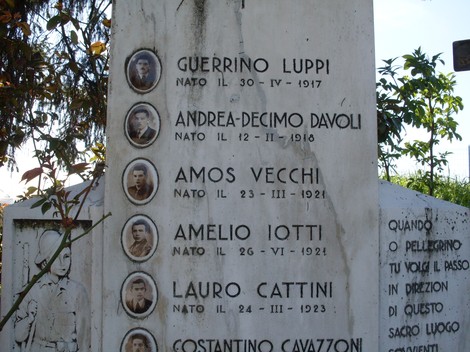 GUERRINO LUPPI
NATO IL 30-IV-1917
ANDREA-DECIMO DAVOLI
NATO IL 12-11-1918
AMOS VECCHI
NATO IL 23-III-1921
AMELIO IOTTI
NATO IL 26-VI-1921
LAURO CATTINI
NATO IL 24-III-1923
COSTANTINO CAVAZZONI
QUANDO
O PELLEGRINO
TU VOLGI IL PASSO
IN DIREZION
DI QUESTO
SACRO LUOGO
SOVVIENTI